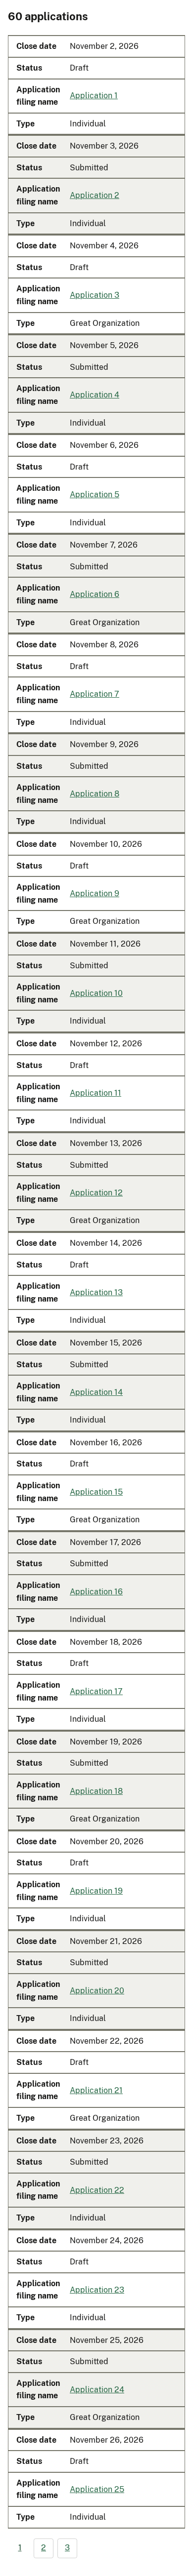 60 applications
Close date November 2, 2026
Status Draft
Application
filing name Application 1
Type Individual
Close date November 3, 2026
Status Submitted
Application
filing name Application 2
Type Individual
Close date November 4, 2026
Status Draft
Application
filing name Application 3
Type Great Organization
Close date November 5, 2026
Status Submitted
Application
filing name Application 4
Type Individual
Close date November 6, 2026
Status Draft
Application
filing name Application 5
Type Individual
Close date November 7, 2026
Status Submitted
Application
filing name Application 6
Type Great Organization
Close date November 8, 2026
Status Draft
Application
filing name Application 7
Type Individual
Close date November 9, 2026
Status Submitted
Application
filing name Application 8
Type Individual
Close date November 10, 2026
Status Draft
Application
filing name Application 9
Type Great Organization
Close date November 11, 2026
Status Submitted
Application
filing name Application 10
Type Individual
Close date November 12, 2026
Status Draft
Application
filing name Application 11
Type Individual
Close date November 13, 2026
Status Submitted
Application
filing name Application 12
Type Great Organization
Close date November 14, 2026
Status Draft
Application
filing name Application 13
Type Individual
Close date November 15, 2026
Status Submitted
Application
filing name Application 14
Type Individual
Close date November 16, 2026
Status Draft
Application
filing name Application 15
Type Great Organization
Close date November 17, 2026
Status Submitted
Application
filing name Application 16
Type Individual
Close date November 18, 2026
Status Draft
Application
filing name Application 17
Type Individual
Close date November 19, 2026
Status Submitted
Application
filing name Application 18
Type Great Organization
Close date November 20, 2026
Status Draft
Application
filing name Application 19
Type Individual
Close date November 21, 2026
Status Submitted
Application
filing name Application 20
Type Individual
Close date November 22, 2026
Status Draft
Application
filing name Application 21
Type Great Organization
Close date November 23, 2026
Status Submitted
Application
filing name Application 22
Type Individual
Close date November 24, 2026
Status Draft
Application
filing name Application 23
Type Individual
Close date November 25, 2026
Status Submitted
Application
filing name Application 24
Type Great Organization
Close date November 26, 2026
Status Draft
Application
filing name Application 25
Type Individual
1 2 3